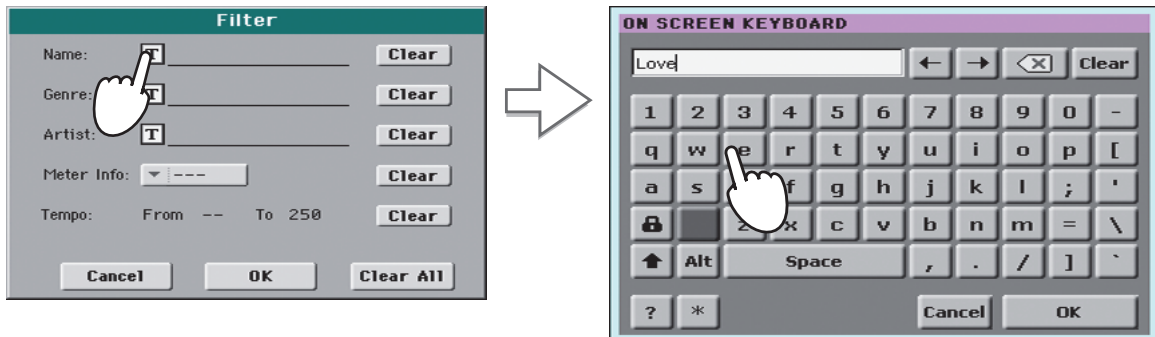 Filter
Name: T Clear
Genre: T Clear
Artist: T Clear
Meter Info: --- Clear
Tempo: From -- To 250 Clear
Cancel OK Clear All
ON SCREEN KEYBOARD
Love Clear
1 2 3 4 5 6 7 8 9 0 -
q w e r t y u i o p [
a s f g h j k l ; '
z x c v b n m = \
Alt Space , . / ] `
? * Cancel OK